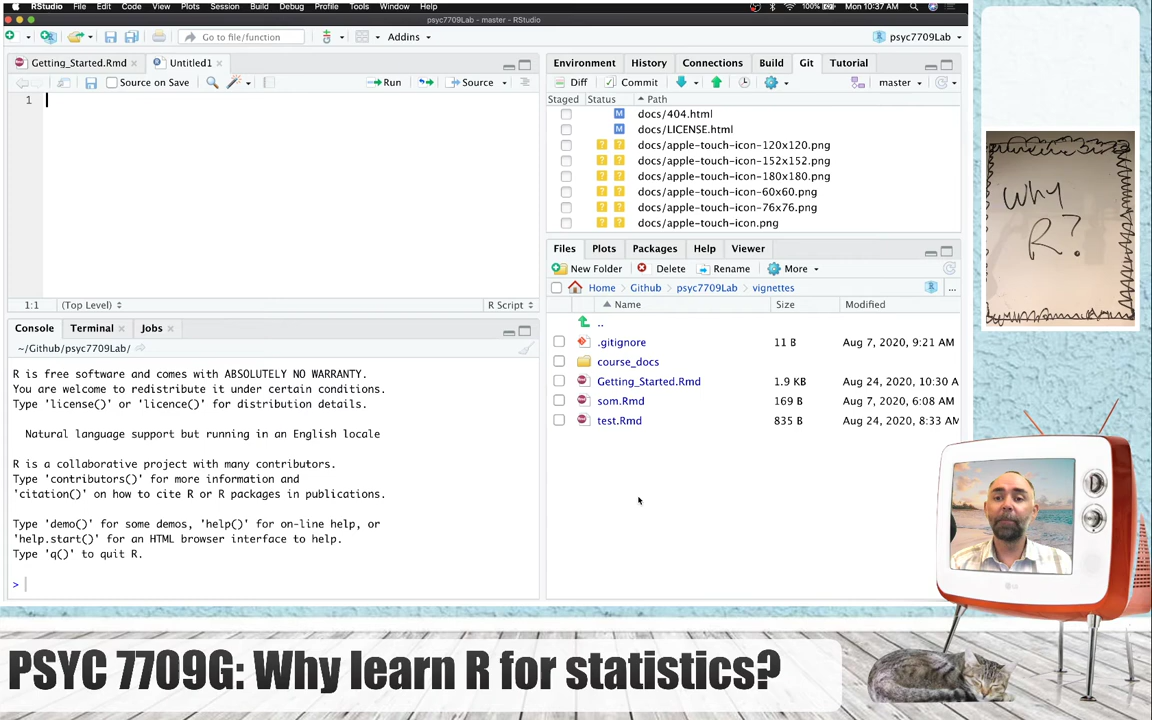 RStudio File Edit Code View Plots Session Build Debug Profile Tools Window Help 100% Mon 10:37 AM
psyc7709Lab - master - RStudio
Go to file/function Addins psyc7709Lab
Getting_Started.Rmd Untitled1
Source on Save Run Source
1
1:1 (Top Level) R Script
Console Terminal Jobs
~/Github/psyc7709Lab/
R is free software and comes with ABSOLUTELY NO WARRANTY.
You are welcome to redistribute it under certain conditions.
Type 'license()' or 'licence()' for distribution details.
Natural language support but running in an English locale
R is a collaborative project with many contributors.
Type 'contributors()' for more information and
'citation()' on how to cite R or R packages in publications.
Type 'demo()' for some demos, 'help()' for on-line help, or
'help.start()' for an HTML browser interface to help.
Type 'q()' to quit R.
>
Environment History Connections Build Git Tutorial
Diff Commit master
Staged Status Path
M docs/404.html
M docs/LICENSE.html
? ? docs/apple-touch-icon-120x120.png
? ? docs/apple-touch-icon-152x152.png
? ? docs/apple-touch-icon-180x180.png
? ? docs/apple-touch-icon-60x60.png
? ? docs/apple-touch-icon-76x76.png
? ? docs/apple-touch-icon.png
Files Plots Packages Help Viewer
New Folder Delete Rename More
Home Github psyc7709Lab vignettes ...
Name Size Modified
..
.gitignore 11 B Aug 7, 2020, 9:21 AM
course_docs
Getting_Started.Rmd 1.9 KB Aug 24, 2020, 10:30 A
som.Rmd 169 B Aug 7, 2020, 6:08 AM
test.Rmd 835 B Aug 24, 2020, 8:33 AM
Why
R?
LG
PSYC 7709G: Why learn R for statistics?